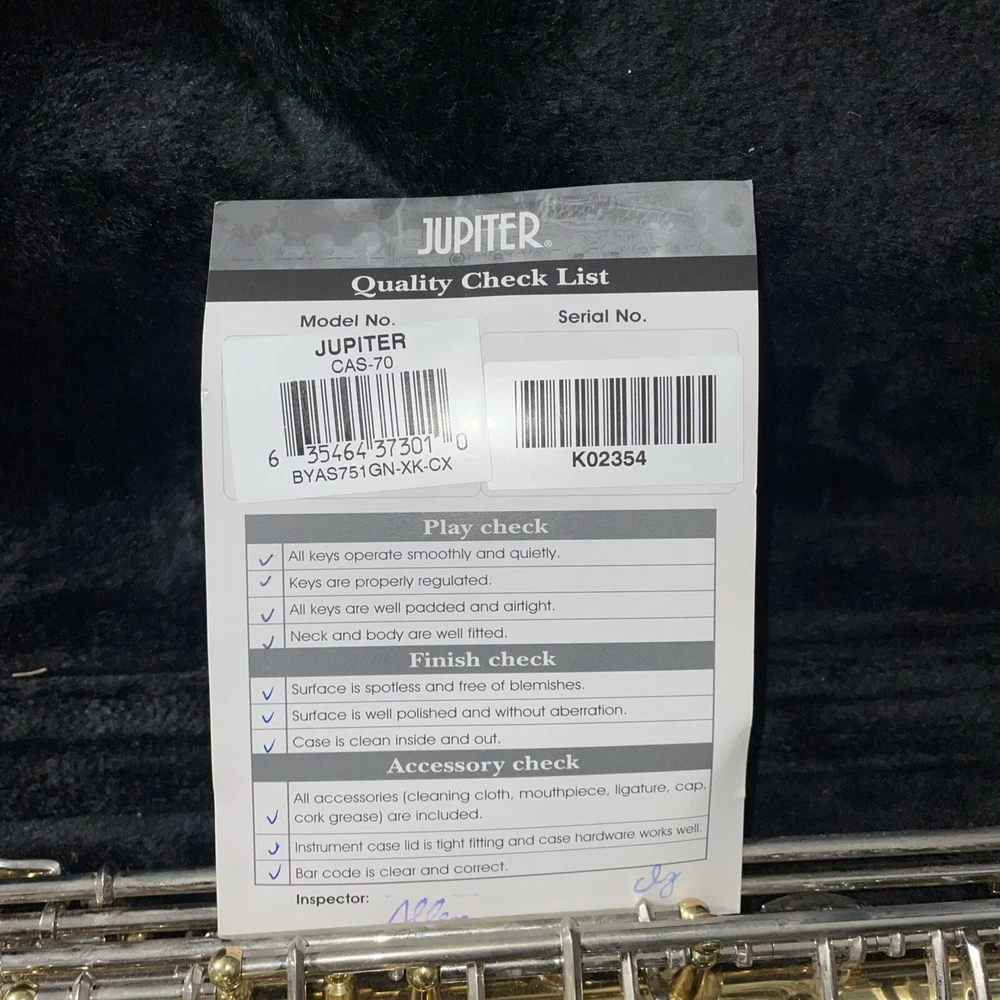 JUPITER®
Quality Check List
Model No.
Serial No.
JUPITER
CAS-70
6 35464 37301 0
BYAS751GN-XK-CX
K02354
Play check
All keys operate smoothly and quietly.
Keys are properly regulated.
All keys are well padded and airtight.
Neck and body are well fitted.
Finish check
Surface is spotless and free of blemishes.
Surface is well polished and without aberration.
Case is clean inside and out.
Accessory check
All accessories (cleaning cloth, mouthpiece, ligature, cap,
cork grease) are included.
Instrument case lid is tight fitting and case hardware works well.
Bar code is clear and correct.
Inspector: